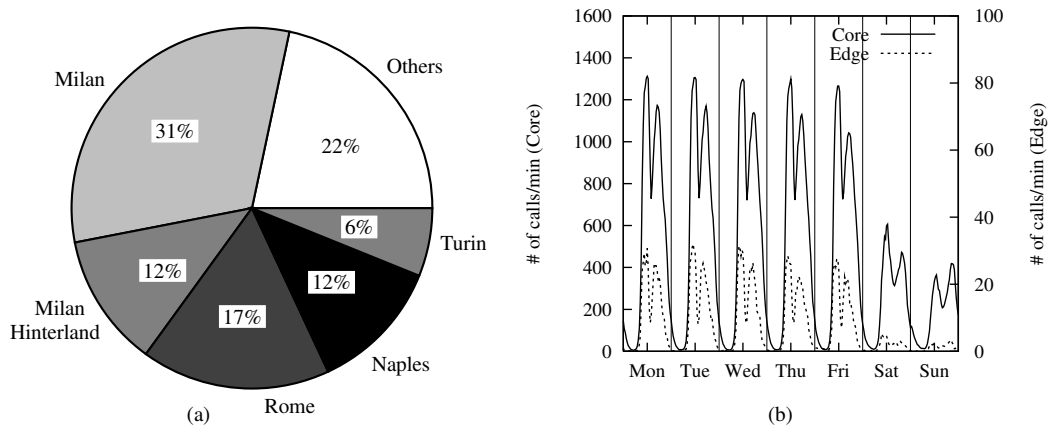 Milan
Others
31%
22%
6%
Turin
12%
12%
17%
Milan
Hinterland
Naples
Rome
(a)
1600
1400
1200
1000
800
600
400
200
0
# of calls/min (Core)
Core
Edge
100
80
60
40
20
0
# of calls/min (Edge)
Mon Tue Wed Thu Fri Sat Sun
(b)